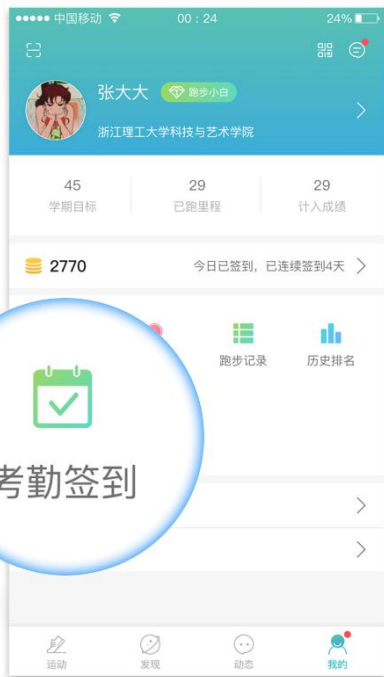 中国移动 00：24 24%
张大大 跑步小白
浙江理工大学科技与艺术学院
45 29 29
学期目标 已跑里程 计入成绩
2770 今日已签到，已连续签到4天
跑步记录 历史排名
考勤签到
运动 发现 动态 我的